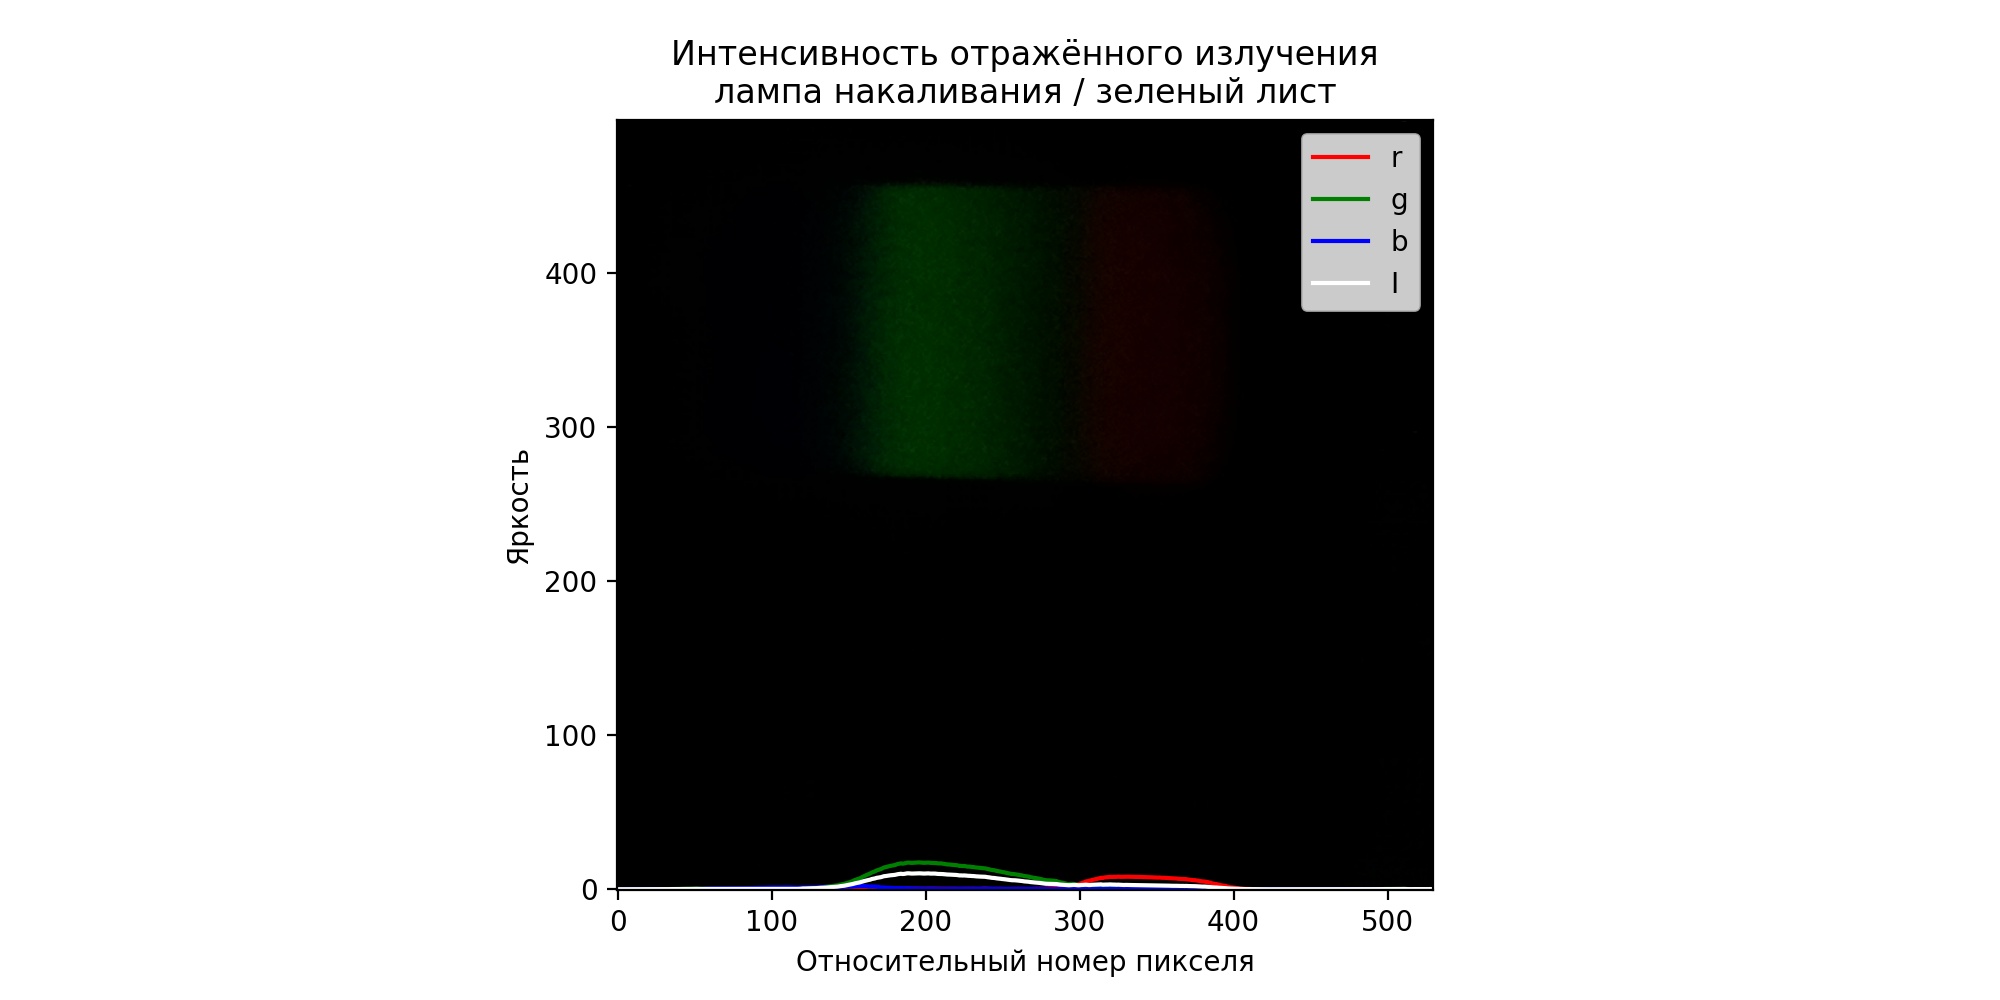 Интенсивность отражённого излучения
лампа накаливания / зеленый лист
r
g
b
l
Яркость
400
300
200
100
0
0 100 200 300 400 500
Относительный номер пикселя